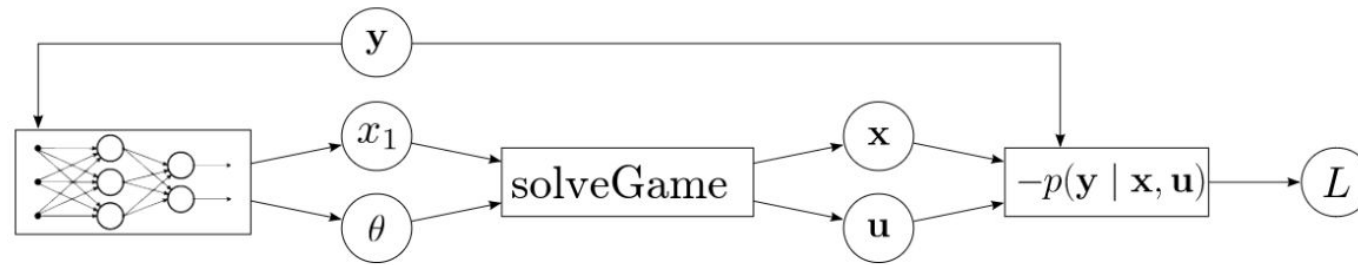 y
x₁
θ
solveGame
x
u
−p(y | x, u)
L